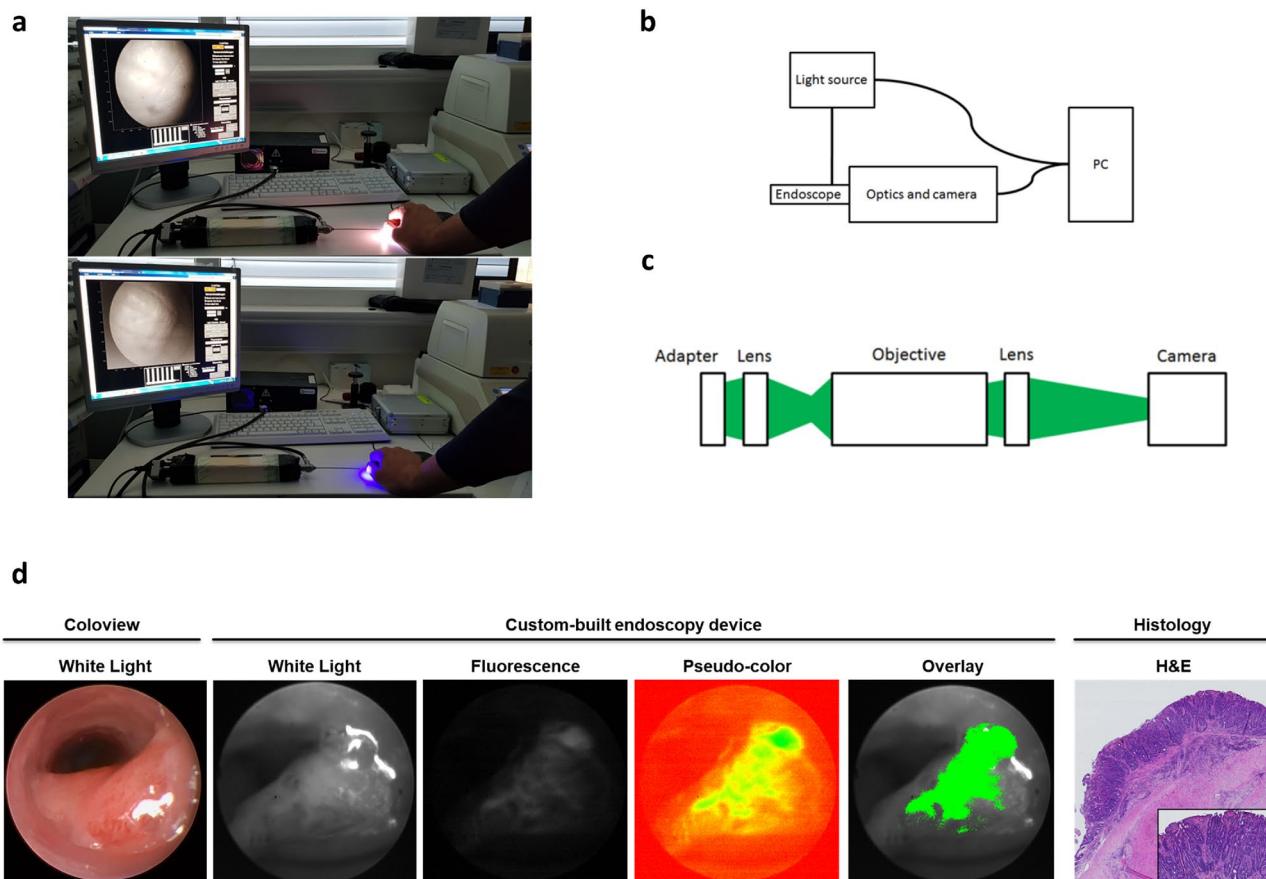 a
b
Light source
Endoscope
Optics and camera
PC
c
Adapter
Lens
Objective
Lens
Camera
d
Coloview
Custom-built endoscopy device
Histology
White Light
White Light
Fluorescence
Pseudo-color
Overlay
H&E